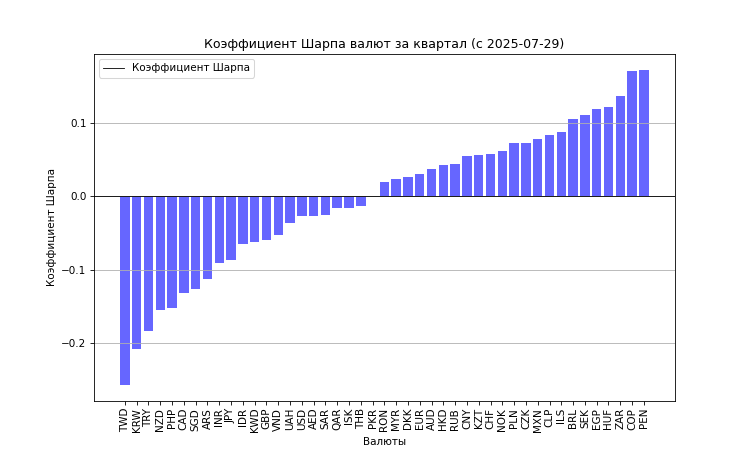 Коэффициент Шарпа валют за квартал (с 2025-07-29)
Коэффициент Шарпа
Коэффициент Шарпа
0.1
0.0
−0.1
−0.2
TWD KRW TRY NZD PHP CAD SGD ARS INR JPY IDR KWD GBP VND UAH USD AED SAR QAR ISK THB PKR RON MYR DKK EUR AUD HKD RUB CNY KZT CHF NOK PLN CZK MXN CLP ILS BRL SEK EGP HUF ZAR COP PEN
Валюты